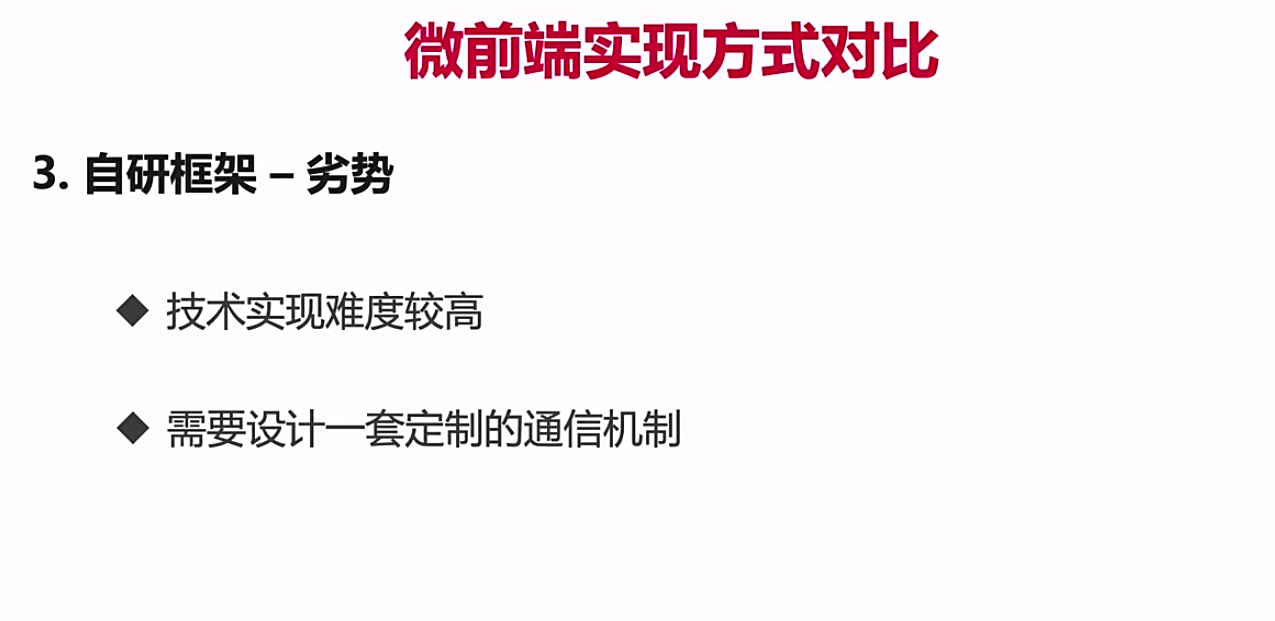 微前端实现方式对比
3. 自研框架 – 劣势
◆ 技术实现难度较高
◆ 需要设计一套定制的通信机制